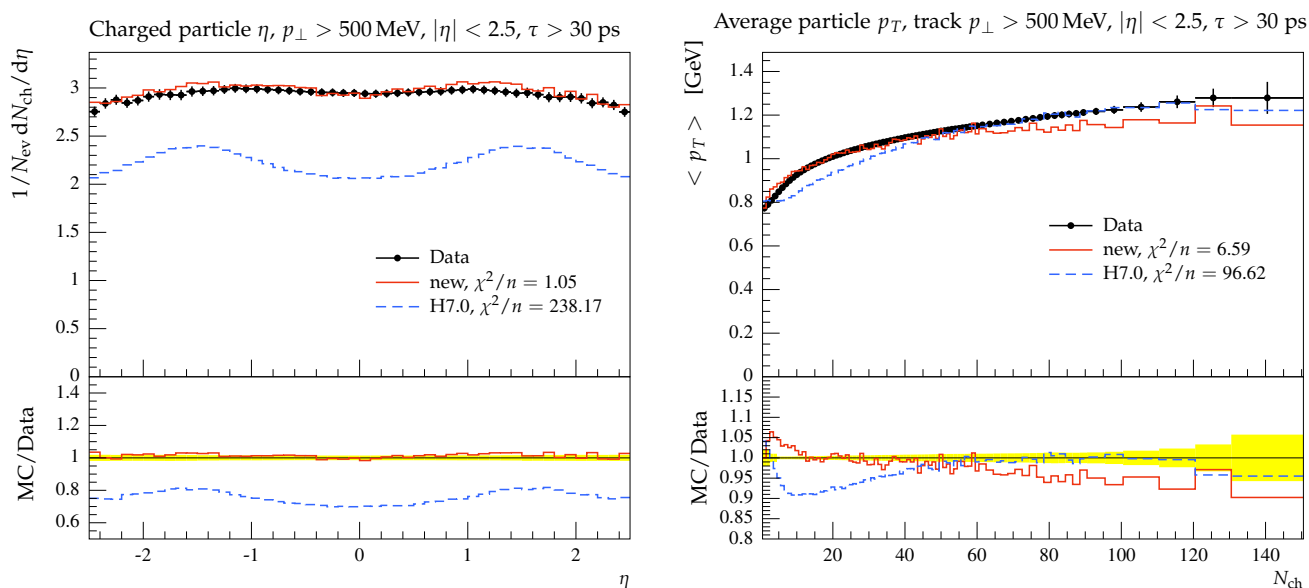 Charged particle η, p⊥ > 500 MeV, |η| < 2.5, τ > 30 ps
1/N_ev dN_ch/dη
3
2.5
2
1.5
1
0.5
0
Data
new, χ²/n = 1.05
H7.0, χ²/n = 238.17
MC/Data
1.4
1.2
1
0.8
0.6
-2
-1
0
1
2
η
Average particle p_T, track p⊥ > 500 MeV, |η| < 2.5, τ > 30 ps
< p_T > [GeV]
1.4
1.2
1
0.8
0.6
0.4
0.2
0
Data
new, χ²/n = 6.59
H7.0, χ²/n = 96.62
MC/Data
1.15
1.1
1.05
1.0
0.95
0.9
0.85
0.8
20
40
60
80
100
120
140
N_ch